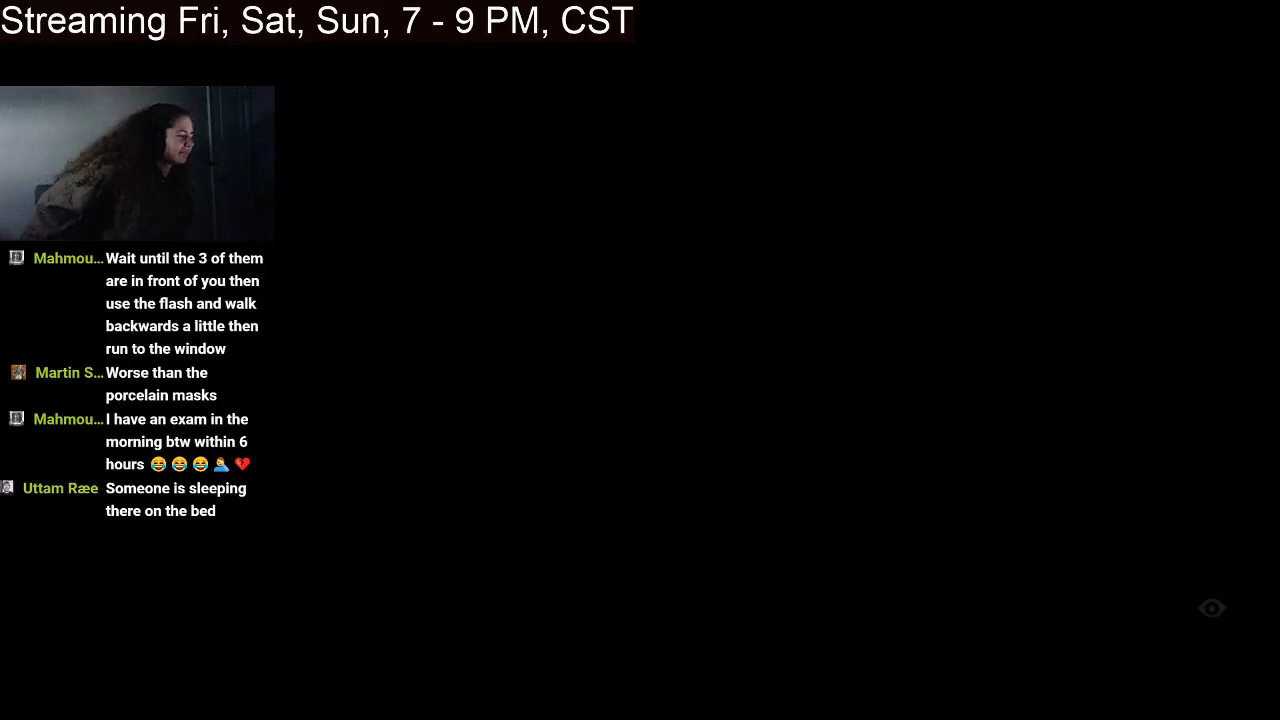 Streaming Fri, Sat, Sun, 7 - 9 PM, CST
Mahmou... Wait until the 3 of them
are in front of you then
use the flash and walk
backwards a little then
run to the window
Martin S... Worse than the
porcelain masks
Mahmou... I have an exam in the
morning btw within 6
hours 😂 😂 😂 🤦 💔
Uttam Ræe Someone is sleeping
there on the bed